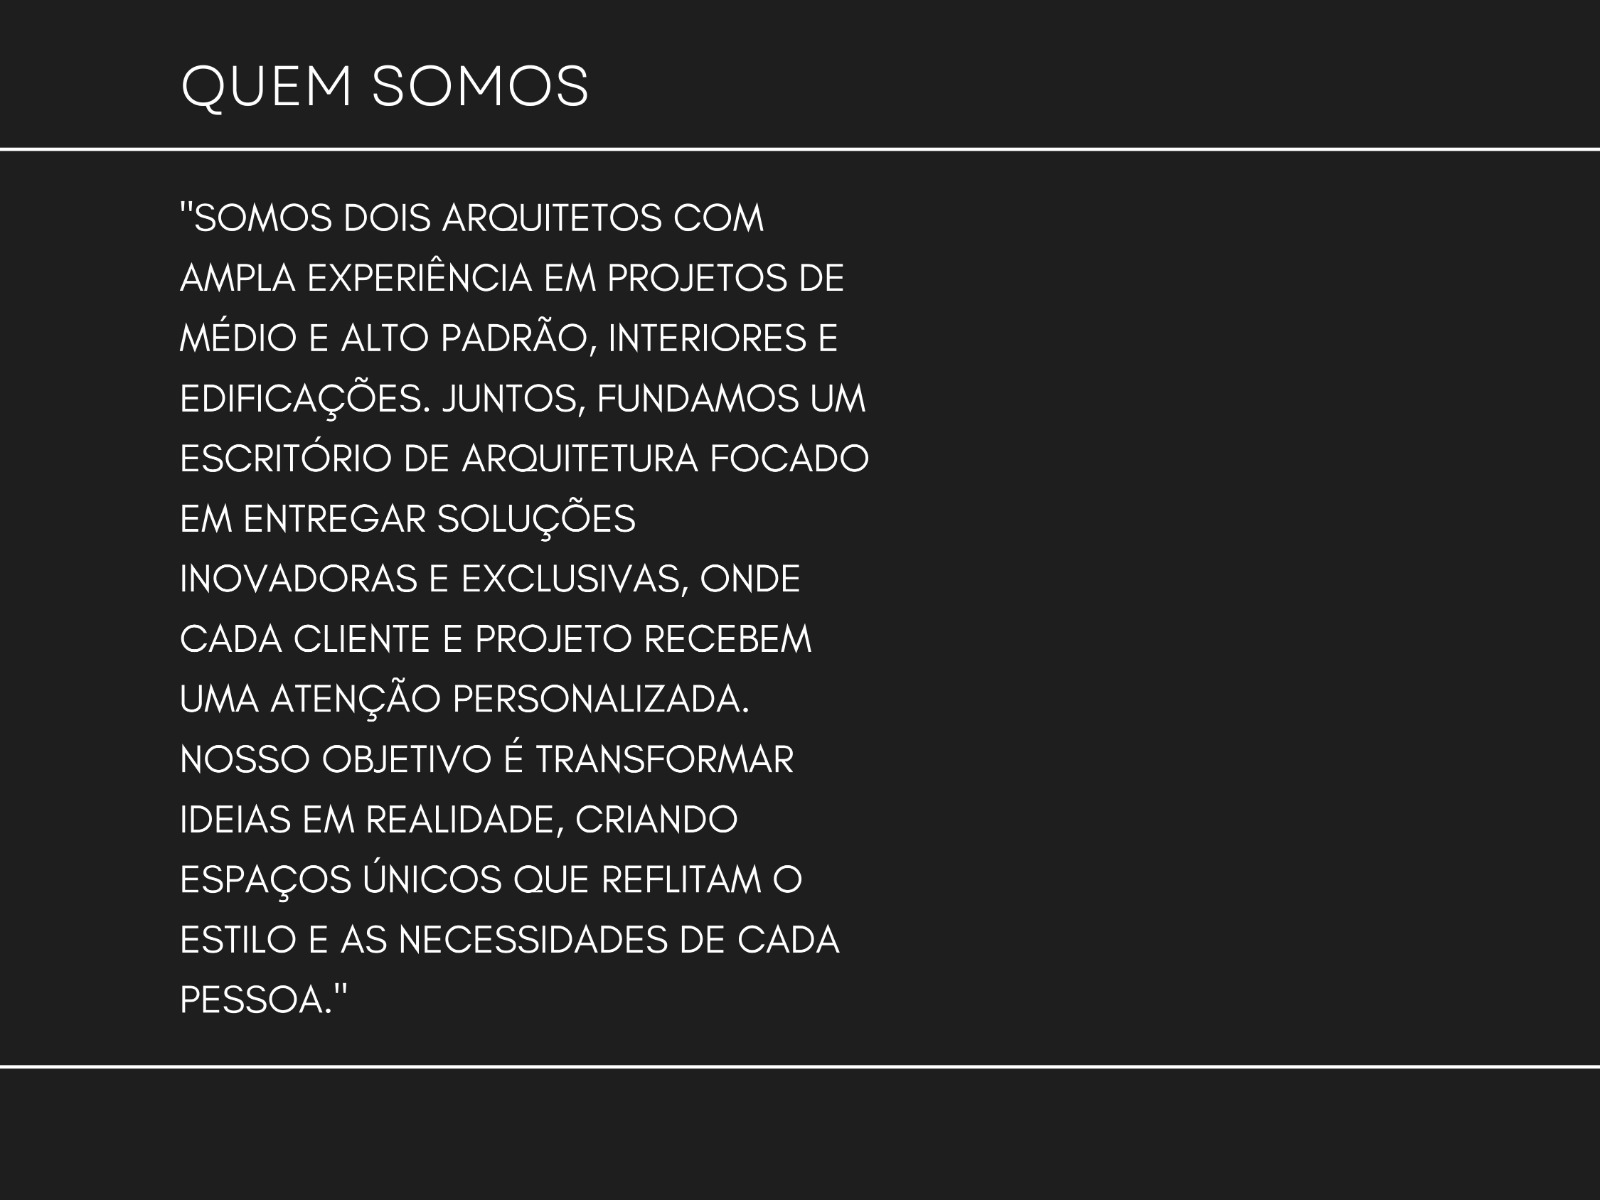 QUEM SOMOS
"SOMOS DOIS ARQUITETOS COM
AMPLA EXPERIÊNCIA EM PROJETOS DE
MÉDIO E ALTO PADRÃO, INTERIORES E
EDIFICAÇÕES. JUNTOS, FUNDAMOS UM
ESCRITÓRIO DE ARQUITETURA FOCADO
EM ENTREGAR SOLUÇÕES
INOVADORAS E EXCLUSIVAS, ONDE
CADA CLIENTE E PROJETO RECEBEM
UMA ATENÇÃO PERSONALIZADA.
NOSSO OBJETIVO É TRANSFORMAR
IDEIAS EM REALIDADE, CRIANDO
ESPAÇOS ÚNICOS QUE REFLITAM O
ESTILO E AS NECESSIDADES DE CADA
PESSOA."